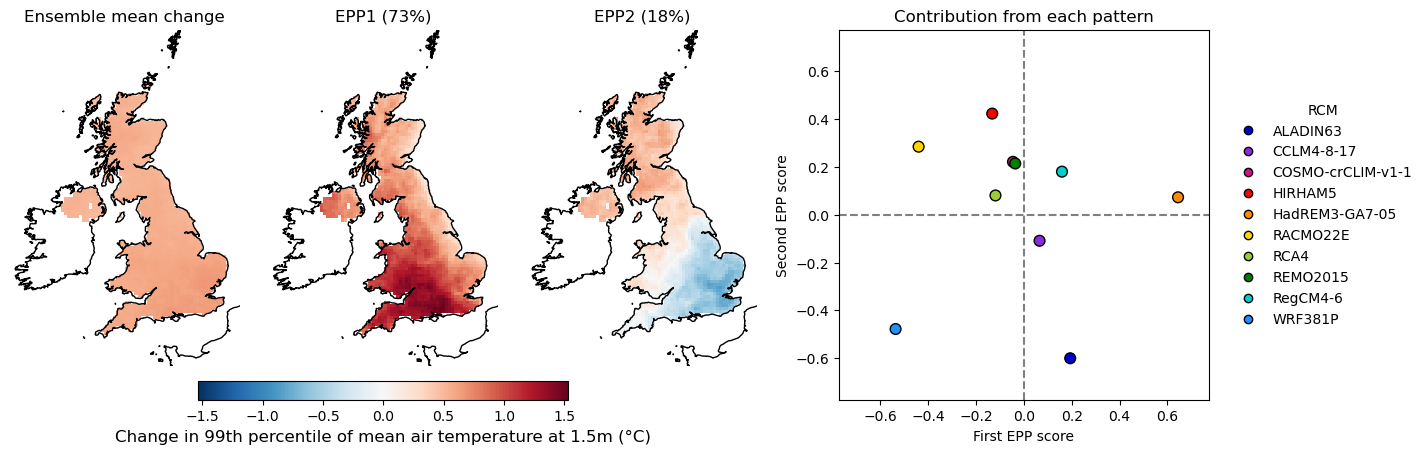 Ensemble mean change
EPP1 (73%)
EPP2 (18%)
−1.5 −1.0 −0.5 0.0 0.5 1.0 1.5
Change in 99th percentile of mean air temperature at 1.5m (°C)
Contribution from each pattern
Second EPP score
0.6
0.4
0.2
0.0
−0.2
−0.4
−0.6
−0.6 −0.4 −0.2 0.0 0.2 0.4 0.6
First EPP score
RCM
ALADIN63
CCLM4-8-17
COSMO-crCLIM-v1-1
HIRHAM5
HadREM3-GA7-05
RACMO22E
RCA4
REMO2015
RegCM4-6
WRF381P